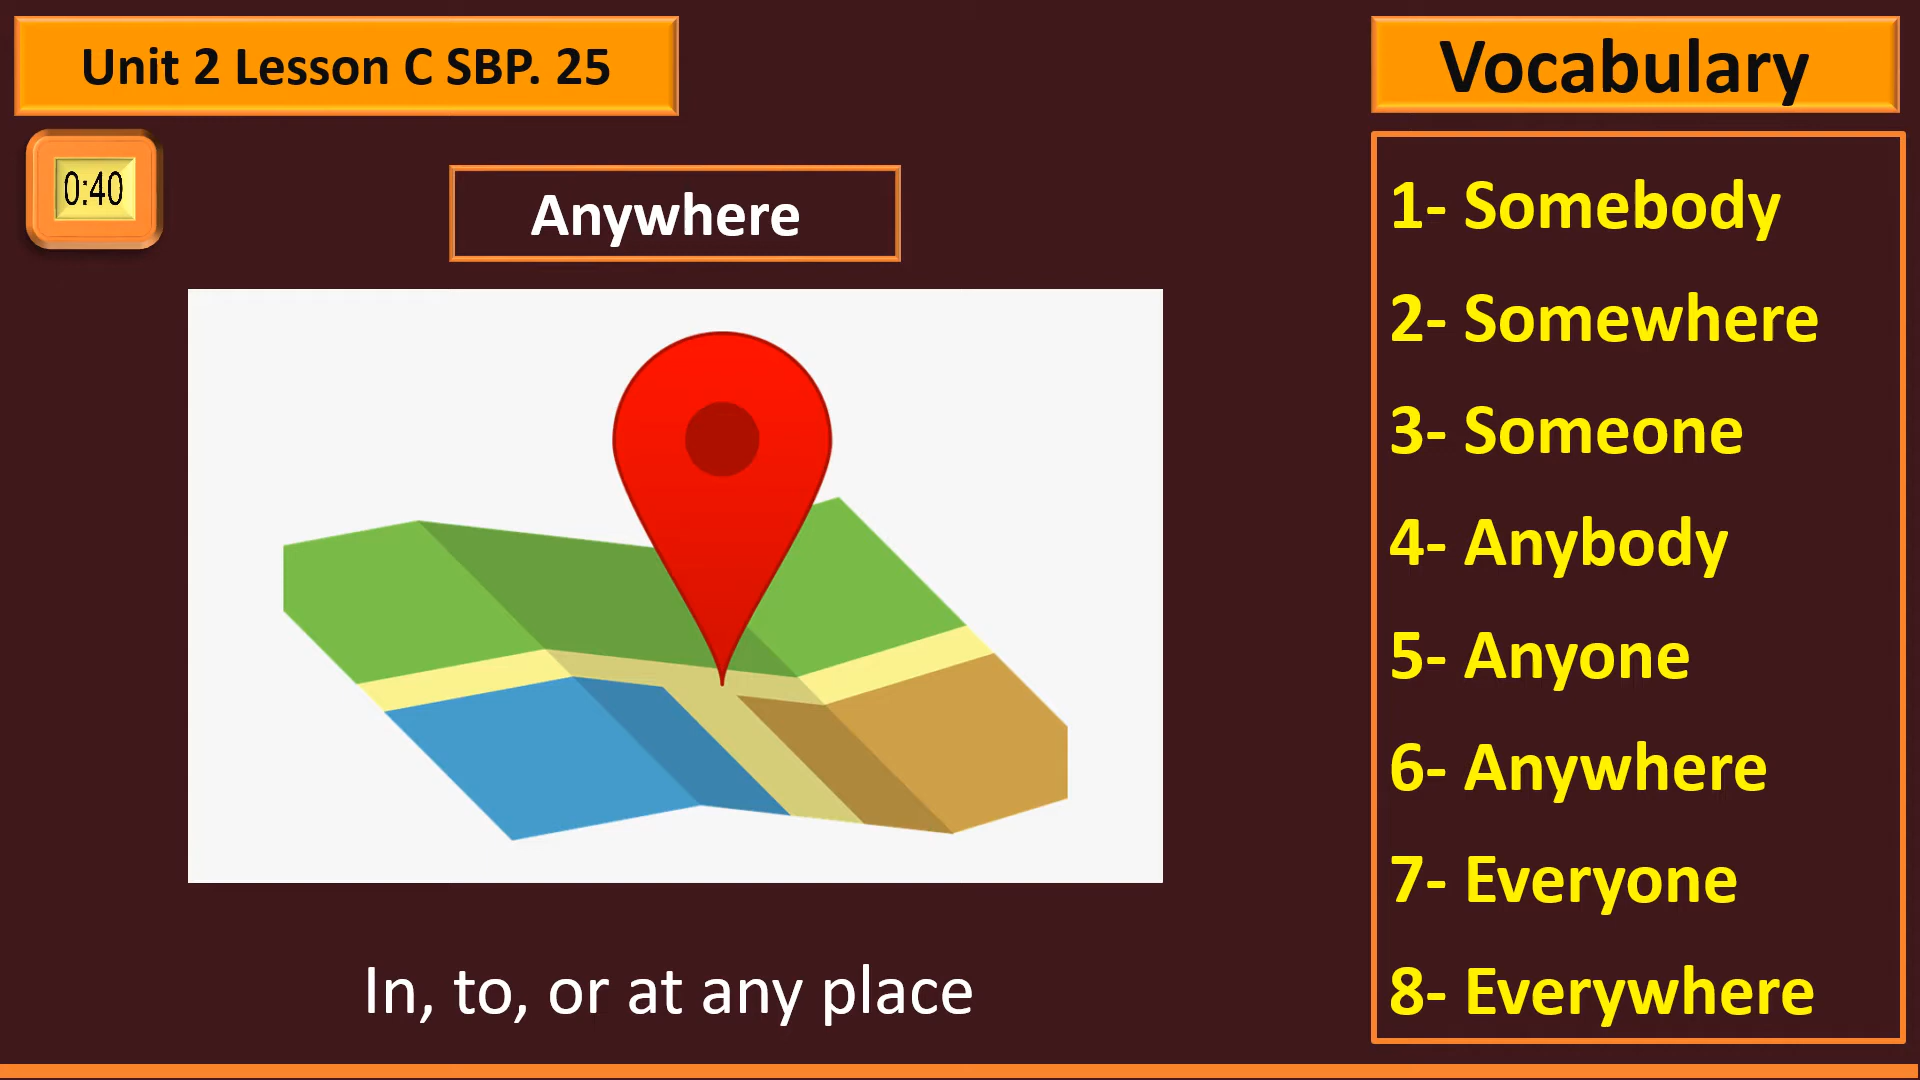 Unit 2 Lesson C SBP. 25
0:40
Anywhere
In, to, or at any place
Vocabulary
1- Somebody
2- Somewhere
3- Someone
4- Anybody
5- Anyone
6- Anywhere
7- Everyone
8- Everywhere